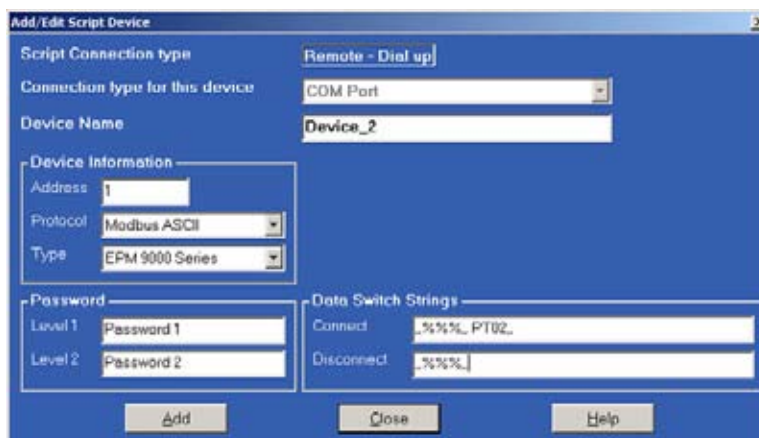 Add/Edit Script Device
Script Connection type Remote - Dial up
Connection type for this device COM Port
Device Name Device_2
Device Information
Address 1
Protocol Modbus ASCII
Type EPM 9000 Series
Password
Level 1 Password 1
Level 2 Password 2
Data Switch Strings
Connect _%%%_ PT02_
Disconnect _%%%_
Add Close Help